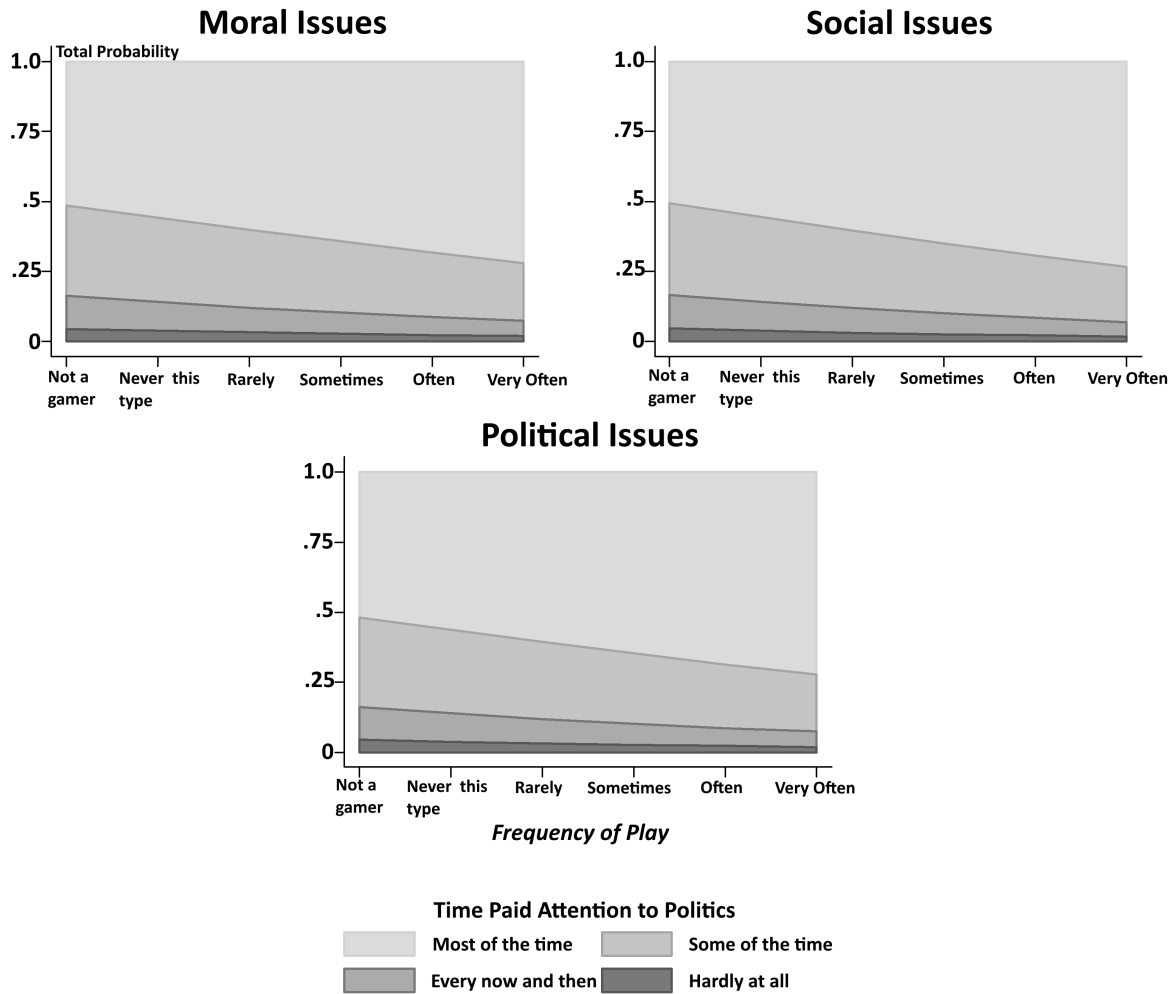 Moral Issues
Total Probability
1.0
.75
.5
.25
0
Not a gamer
Never this type
Rarely
Sometimes
Often
Very Often
Social Issues
1.0
.75
.5
.25
0
Not a gamer
Never this type
Rarely
Sometimes
Often
Very Often
Political Issues
1.0
.75
.5
.25
0
Not a gamer
Never this type
Rarely
Sometimes
Often
Very Often
Frequency of Play
Time Paid Attention to Politics
Most of the time
Some of the time
Every now and then
Hardly at all